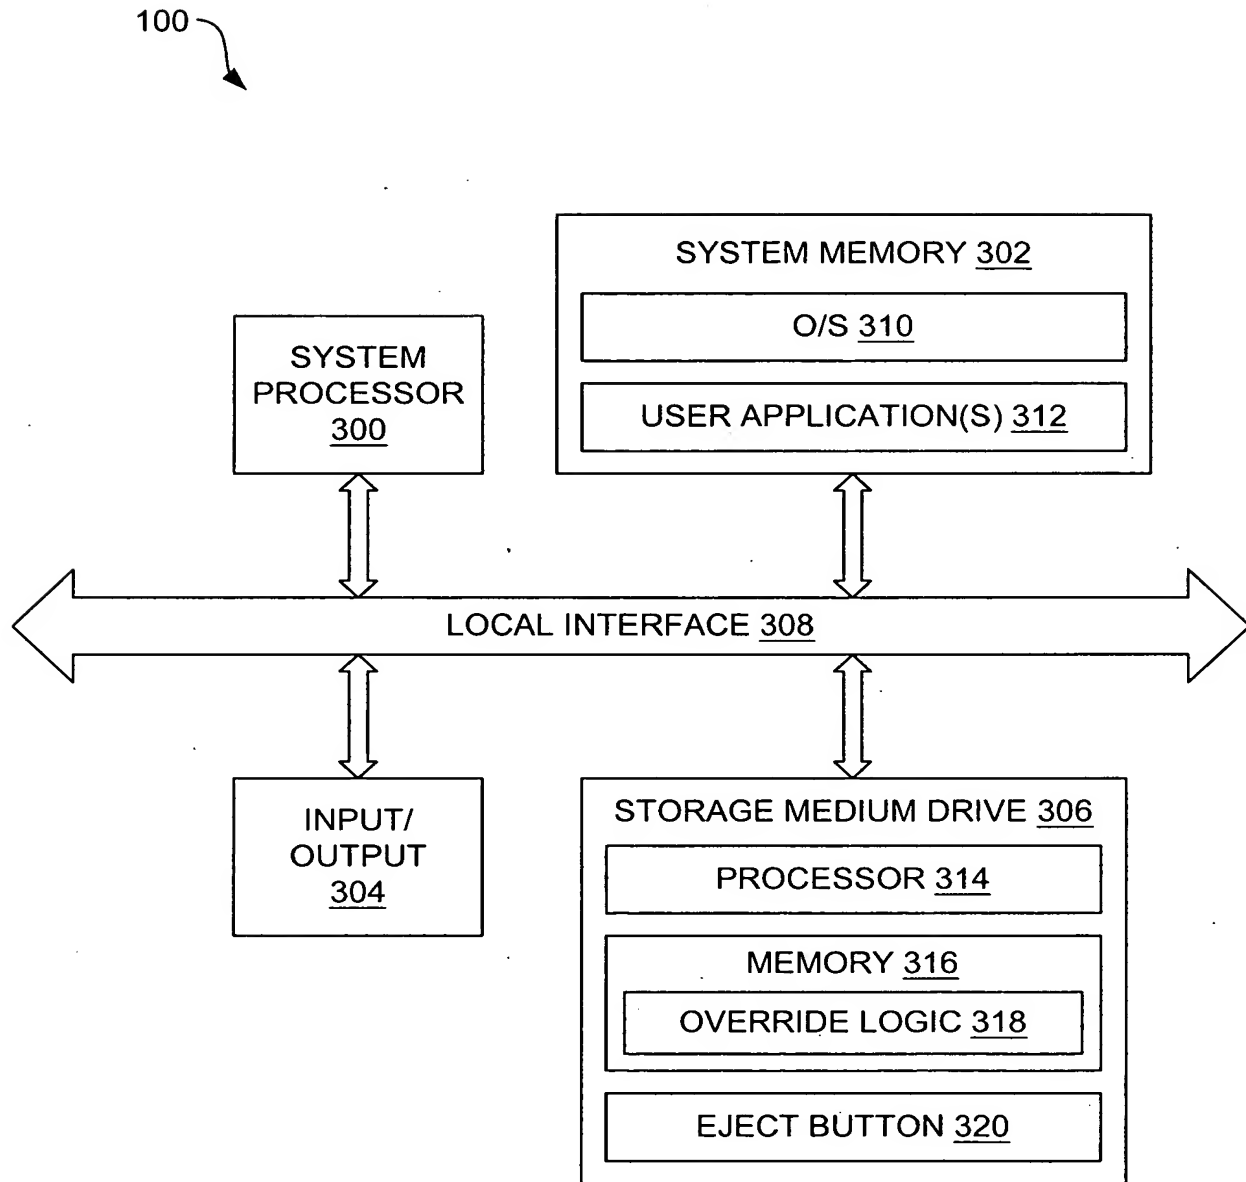 100
SYSTEM MEMORY 302
O/S 310
USER APPLICATION(S) 312
SYSTEM
PROCESSOR
300
LOCAL INTERFACE 308
INPUT/
OUTPUT
304
STORAGE MEDIUM DRIVE 306
PROCESSOR 314
MEMORY 316
OVERRIDE LOGIC 318
EJECT BUTTON 320